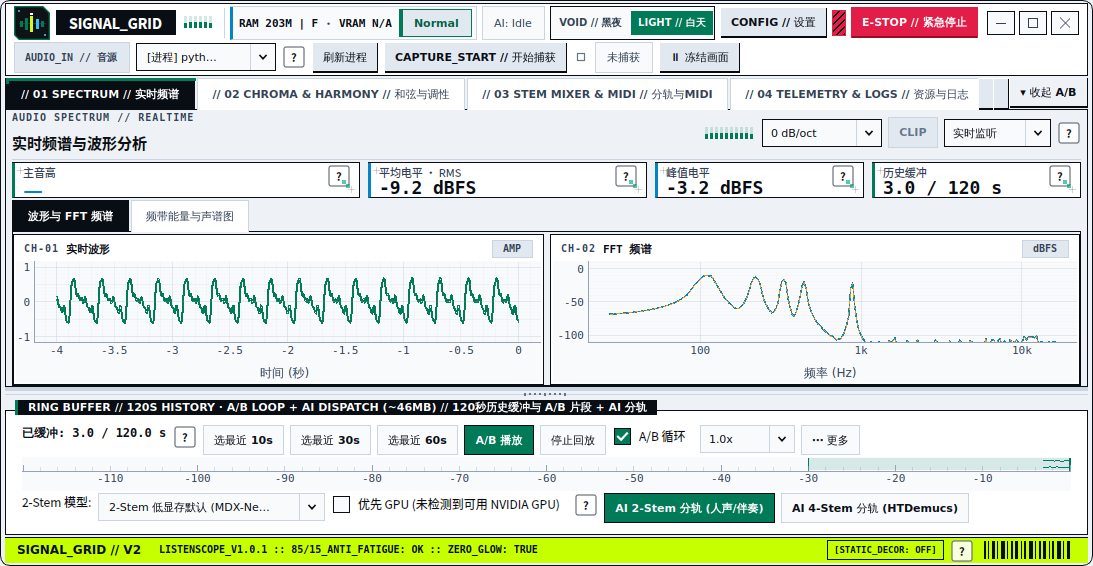 SIGNAL_GRID
RAM 203M | F · VRAM N/A
Normal
AI: Idle
VOID // 黑夜
LIGHT // 白天
CONFIG // 设置
E-STOP // 紧急停止
AUDIO_IN // 音源
[进程] pyth…
?
刷新进程
CAPTURE_START // 开始捕获
未捕获
⏸ 冻结画面
// 01 SPECTRUM // 实时频谱
// 02 CHROMA & HARMONY // 和弦与调性
// 03 STEM MIXER & MIDI // 分轨与MIDI
// 04 TELEMETRY & LOGS // 资源与日志
▾ 收起 A/B
AUDIO SPECTRUM // REALTIME
实时频谱与波形分析
0 dB/oct
CLIP
实时监听
?
主音高
—
?
平均电平 · RMS
-9.2 dBFS
?
峰值电平
-3.2 dBFS
?
历史缓冲
3.0 / 120 s
?
波形与 FFT 频谱
频带能量与声谱图
CH-01 实时波形
AMP
1
0
-1
-4 -3.5 -3 -2.5 -2 -1.5 -1 -0.5 0
时间 (秒)
CH-02 FFT 频谱
dBFS
0
-50
-100
100 1k 10k
频率 (Hz)
RING BUFFER // 120S HISTORY · A/B LOOP + AI DISPATCH (~46MB) // 120秒历史缓冲与 A/B 片段 + AI 分轨
已缓冲: 3.0 / 120.0 s
?
选最近 10s
选最近 30s
选最近 60s
A/B 播放
停止回放
A/B 循环
1.0x
··· 更多
-110 -100 -90 -80 -70 -60 -50 -40 -30 -20 -10
2-Stem 模型:
2-Stem 低显存默认 (MDX-Ne…
优先 GPU (未检测到可用 NVIDIA GPU)
?
AI 2-Stem 分轨 (人声/伴奏)
AI 4-Stem 分轨 (HTDemucs)
SIGNAL_GRID // V2
LISTENSCOPE_V1.0.1 :: 85/15_ANTI_FATIGUE: OK :: ZERO_GLOW: TRUE
[STATIC_DECOR: OFF]
?